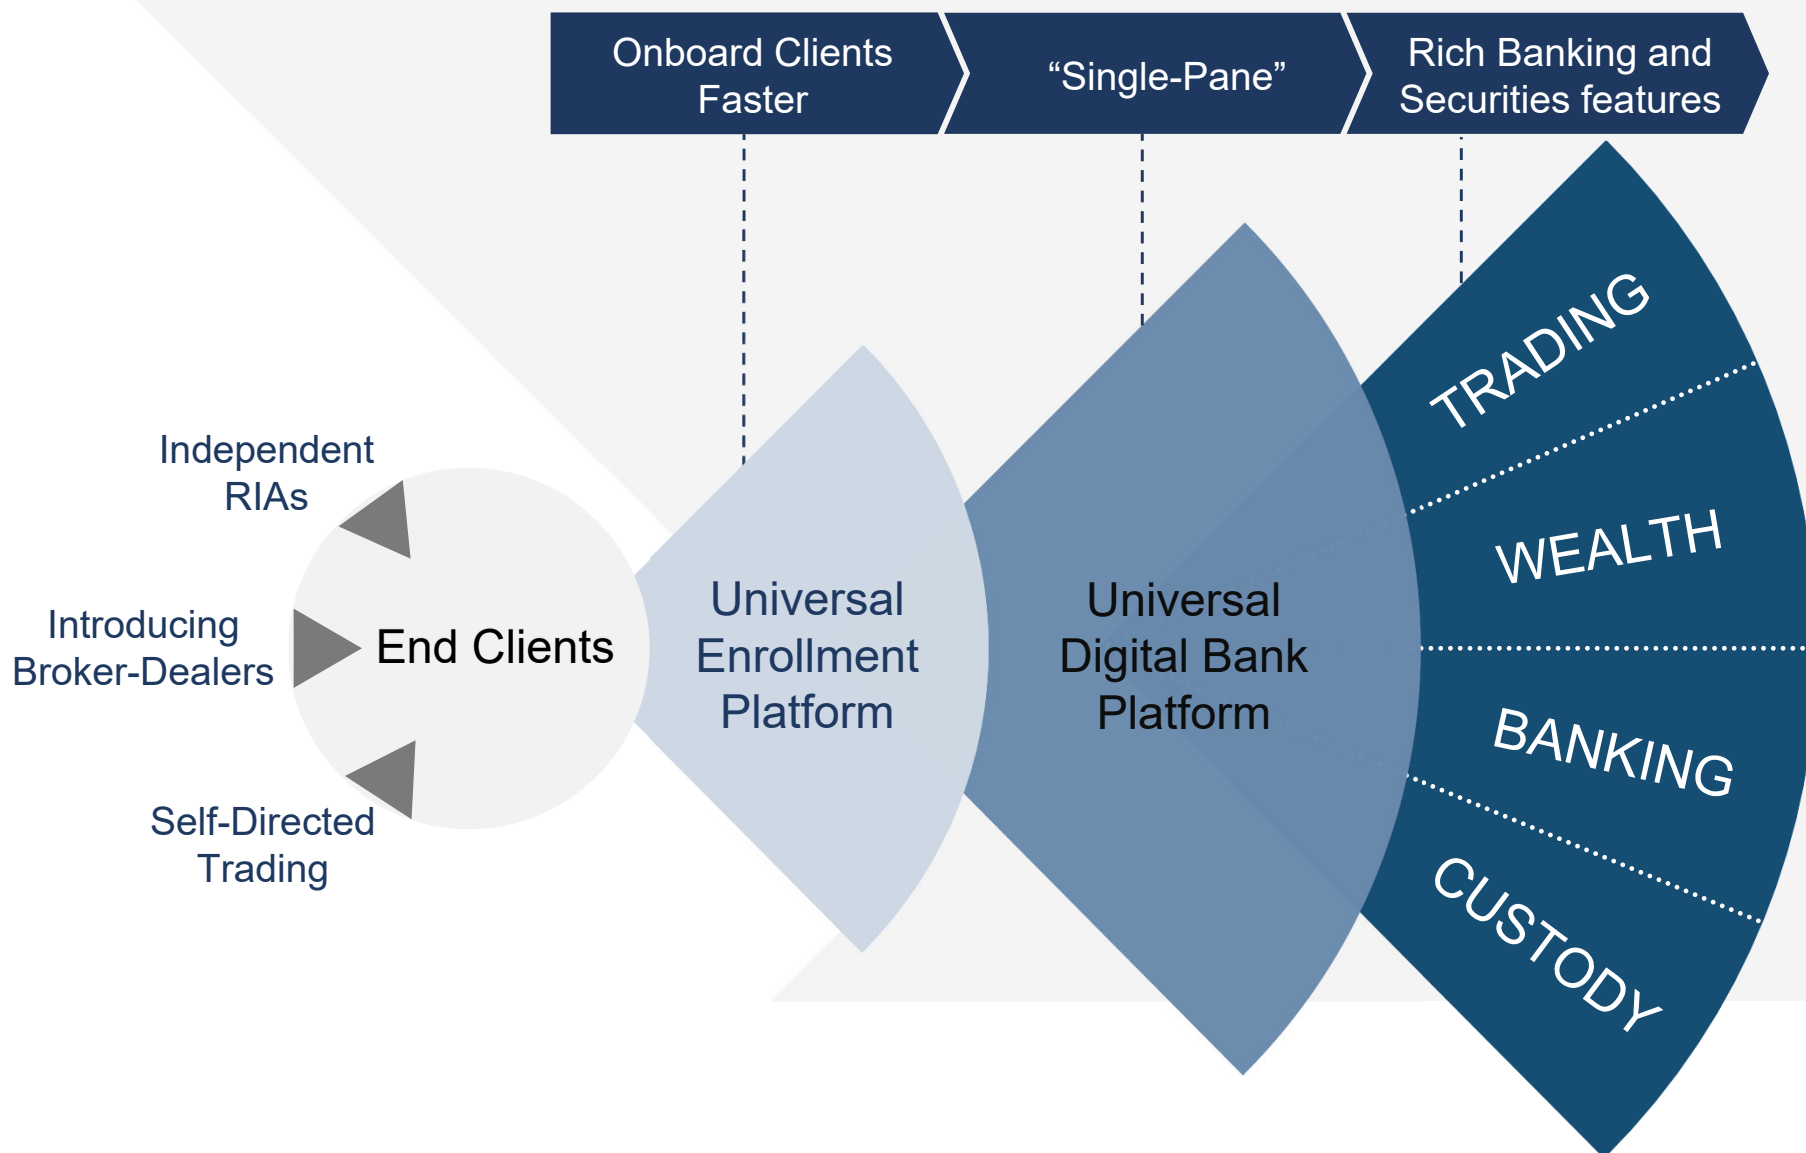 Onboard Clients
Faster
“Single-Pane”
Rich Banking and
Securities features
Independent
RIAs
Introducing
Broker-Dealers
Self-Directed
Trading
End Clients
Universal
Enrollment
Platform
Universal
Digital Bank
Platform
TRADING
WEALTH
BANKING
CUSTODY